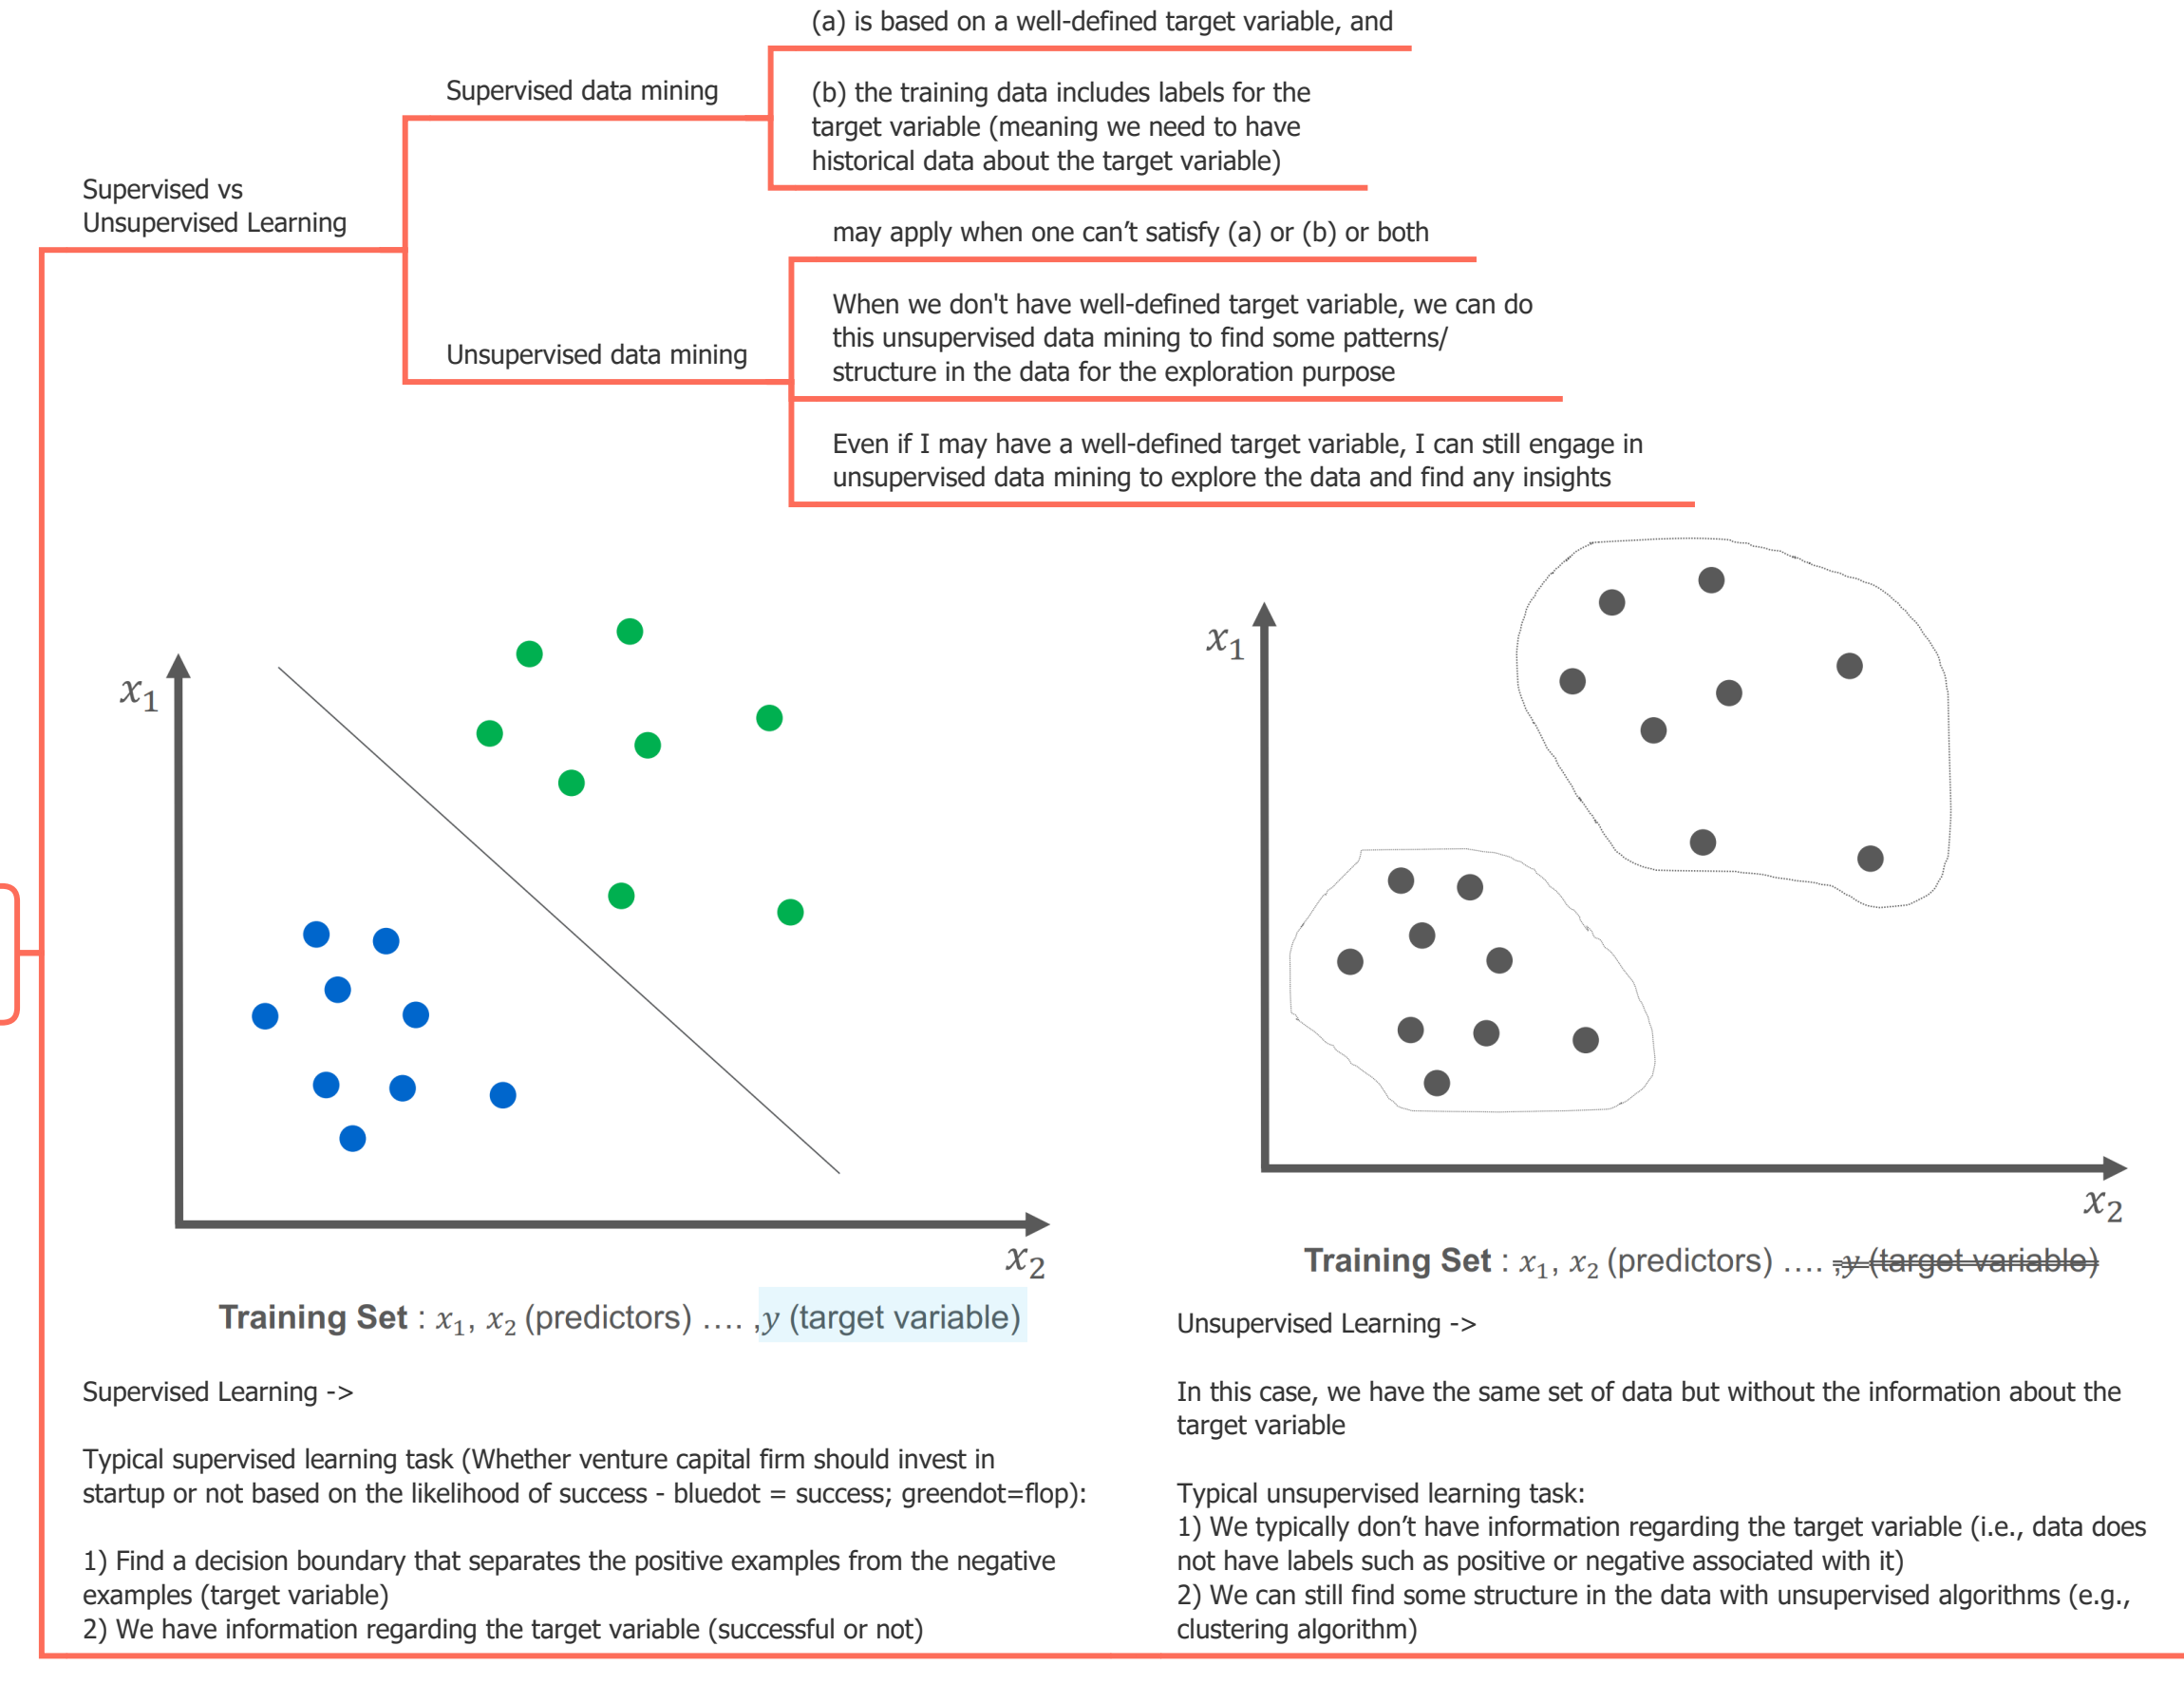 (a) is based on a well-defined target variable, and
Supervised data mining
(b) the training data includes labels for the
target variable (meaning we need to have
historical data about the target variable)
Supervised vs
Unsupervised Learning
may apply when one can’t satisfy (a) or (b) or both
When we don't have well-defined target variable, we can do
this unsupervised data mining to find some patterns/
structure in the data for the exploration purpose
Unsupervised data mining
Even if I may have a well-defined target variable, I can still engage in
unsupervised data mining to explore the data and find any insights
x₁
x₂
Training Set : x₁, x₂ (predictors) …. ,y (target variable)
Supervised Learning ->
Typical supervised learning task (Whether venture capital firm should invest in
startup or not based on the likelihood of success - bluedot = success; greendot=flop):
1) Find a decision boundary that separates the positive examples from the negative
examples (target variable)
2) We have information regarding the target variable (successful or not)
x₁
x₂
Training Set : x₁, x₂ (predictors) …. ,y (target variable)
Unsupervised Learning ->
In this case, we have the same set of data but without the information about the
target variable
Typical unsupervised learning task:
1) We typically don’t have information regarding the target variable (i.e., data does
not have labels such as positive or negative associated with it)
2) We can still find some structure in the data with unsupervised algorithms (e.g.,
clustering algorithm)